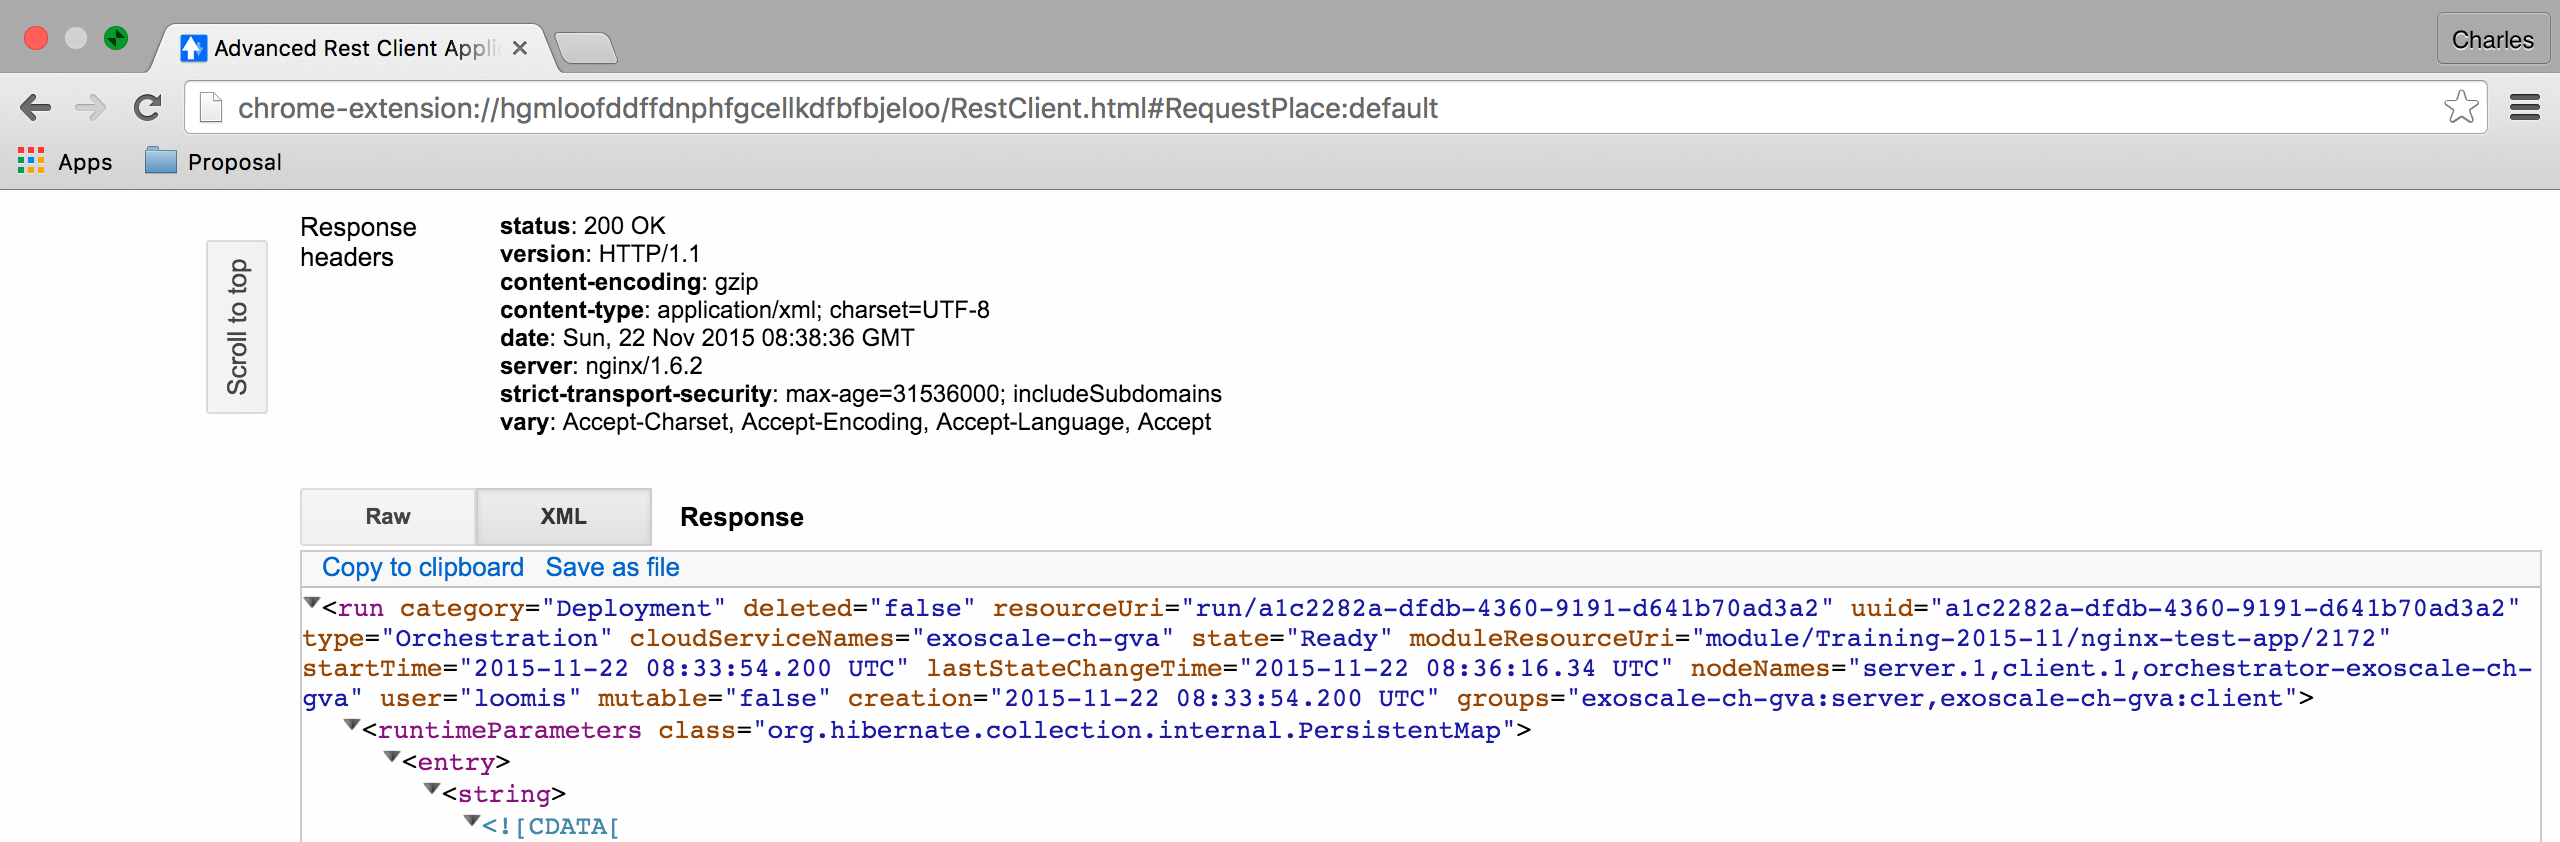 Advanced Rest Client Appli
Charles
chrome-extension://hgmloofddffdnphfgcellkdfbfbjeloo/RestClient.html#RequestPlace:default
Apps Proposal
Scroll to top
Response
headers
status: 200 OK
version: HTTP/1.1
content-encoding: gzip
content-type: application/xml; charset=UTF-8
date: Sun, 22 Nov 2015 08:38:36 GMT
server: nginx/1.6.2
strict-transport-security: max-age=31536000; includeSubdomains
vary: Accept-Charset, Accept-Encoding, Accept-Language, Accept
Raw XML Response
Copy to clipboard Save as file
<run category="Deployment" deleted="false" resourceUri="run/a1c2282a-dfdb-4360-9191-d641b70ad3a2" uuid="a1c2282a-dfdb-4360-9191-d641b70ad3a2"
type="Orchestration" cloudServiceNames="exoscale-ch-gva" state="Ready" moduleResourceUri="module/Training-2015-11/nginx-test-app/2172"
startTime="2015-11-22 08:33:54.200 UTC" lastStateChangeTime="2015-11-22 08:36:16.34 UTC" nodeNames="server.1,client.1,orchestrator-exoscale-ch-
gva" user="loomis" mutable="false" creation="2015-11-22 08:33:54.200 UTC" groups="exoscale-ch-gva:server,exoscale-ch-gva:client">
<runtimeParameters class="org.hibernate.collection.internal.PersistentMap">
<entry>
<string>
<![CDATA[